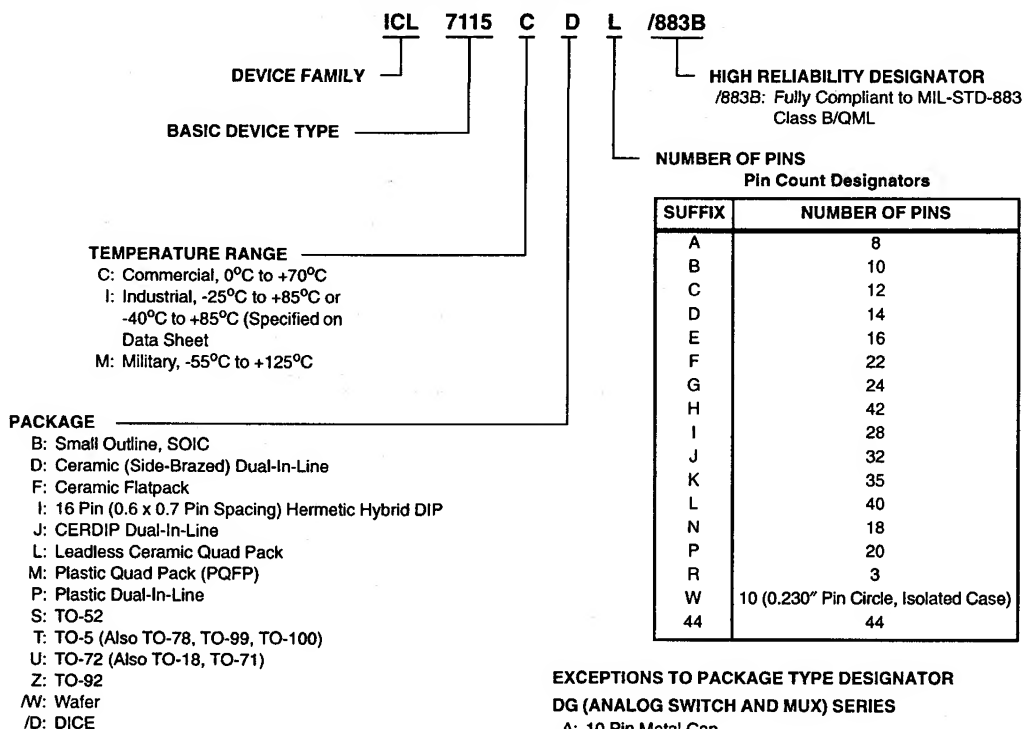 ICL 7115 C D L /883B
DEVICE FAMILY
BASIC DEVICE TYPE
HIGH RELIABILITY DESIGNATOR
/883B: Fully Compliant to MIL-STD-883
Class B/QML
NUMBER OF PINS
Pin Count Designators
SUFFIX NUMBER OF PINS
A 8
B 10
C 12
D 14
E 16
F 22
G 24
H 42
I 28
J 32
K 35
L 40
N 18
P 20
R 3
W 10 (0.230" Pin Circle, Isolated Case)
44 44
TEMPERATURE RANGE
C: Commercial, 0°C to +70°C
I: Industrial, -25°C to +85°C or
-40°C to +85°C (Specified on
Data Sheet
M: Military, -55°C to +125°C
PACKAGE
B: Small Outline, SOIC
D: Ceramic (Side-Brazed) Dual-In-Line
F: Ceramic Flatpack
I: 16 Pin (0.6 x 0.7 Pin Spacing) Hermetic Hybrid DIP
J: CERDIP Dual-In-Line
L: Leadless Ceramic Quad Pack
M: Plastic Quad Pack (PQFP)
P: Plastic Dual-In-Line
S: TO-52
T: TO-5 (Also TO-78, TO-99, TO-100)
U: TO-72 (Also TO-18, TO-71)
Z: TO-92
/W: Wafer
/D: DICE
EXCEPTIONS TO PACKAGE TYPE DESIGNATOR
DG (ANALOG SWITCH AND MUX) SERIES
A: 10 Pin Metal Can